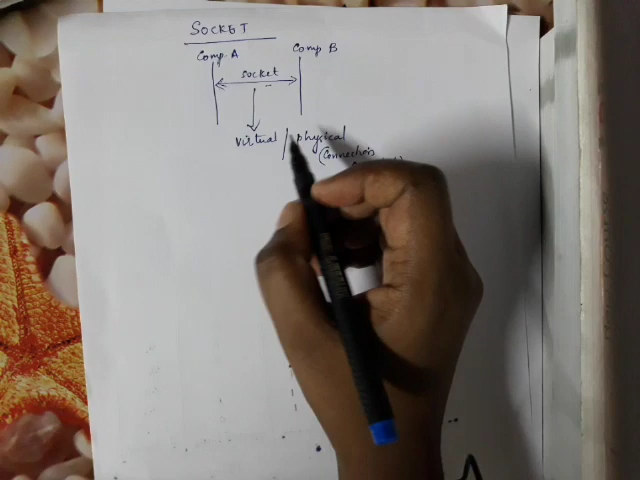 SOCKET
Comp. A
Comp B
socket
Virtual / physical
(Connection